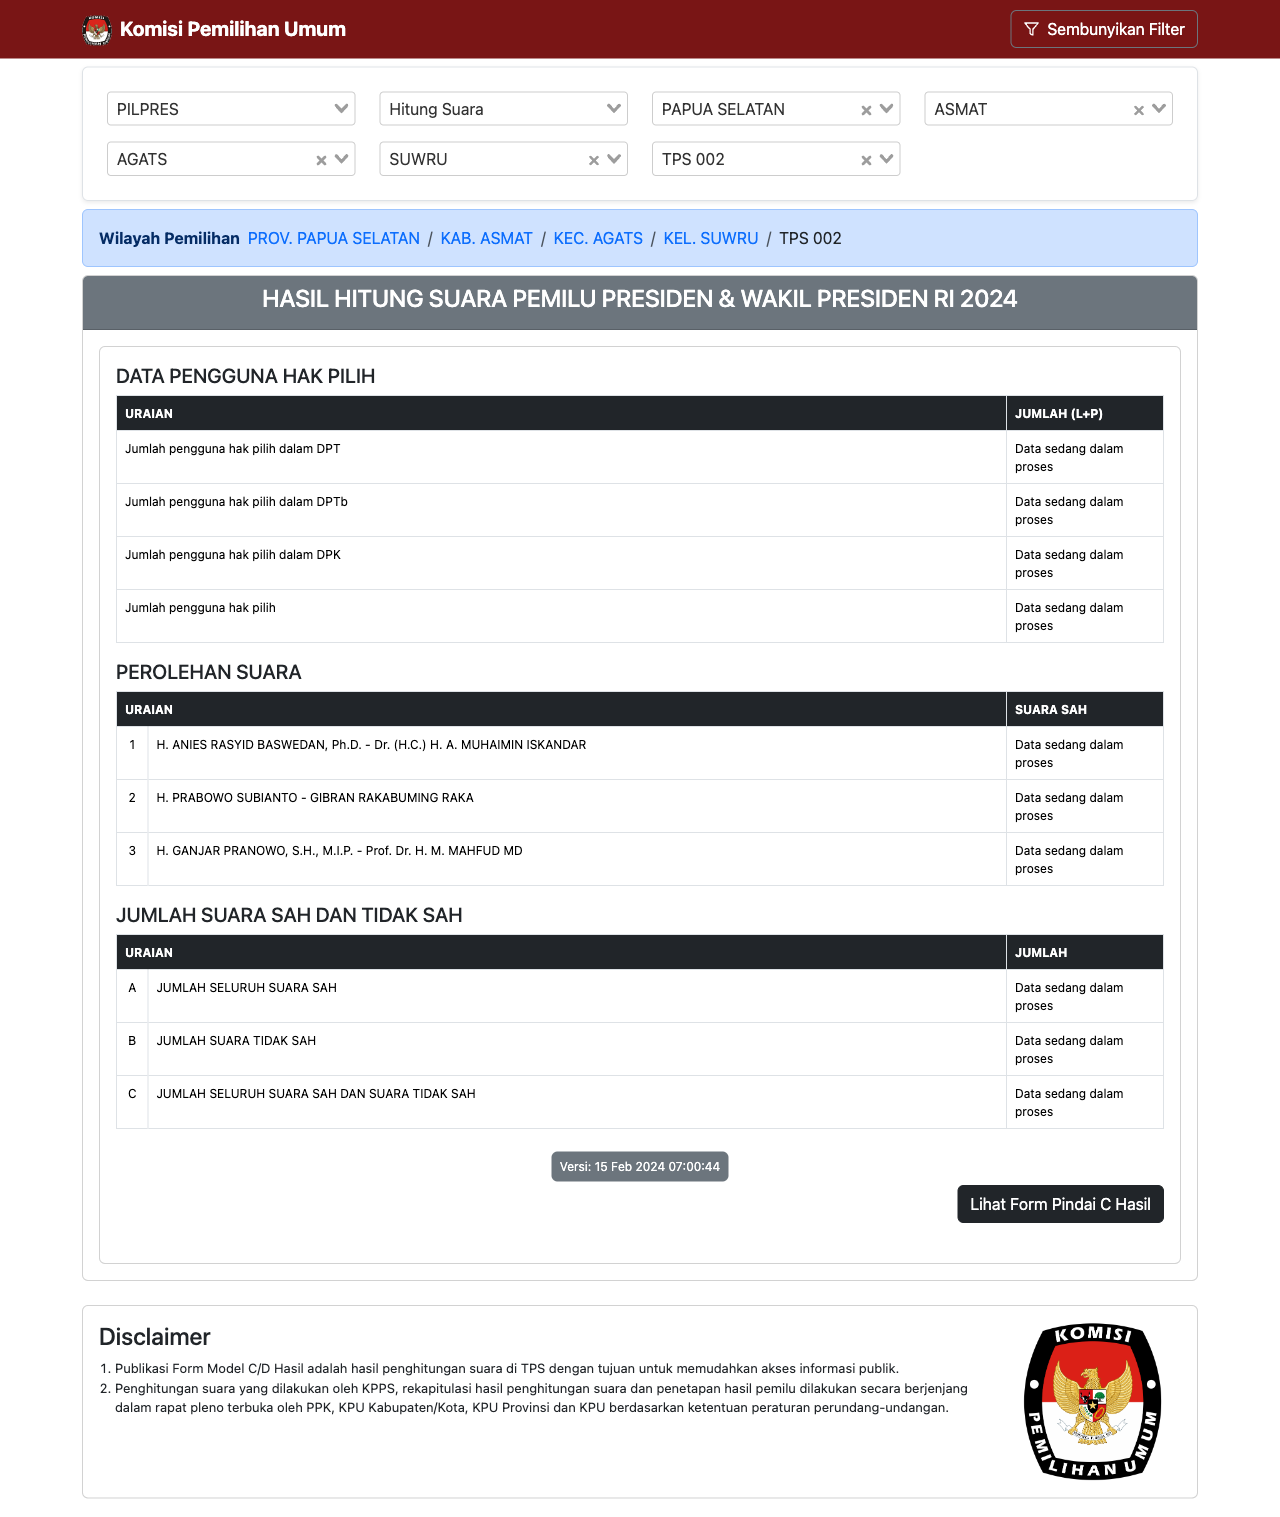 Komisi Pemilihan Umum
Sembunyikan Filter
PILPRES
Hitung Suara
PAPUA SELATAN
ASMAT
AGATS
SUWRU
TPS 002
Wilayah Pemilihan PROV. PAPUA SELATAN / KAB. ASMAT / KEC. AGATS / KEL. SUWRU / TPS 002
HASIL HITUNG SUARA PEMILU PRESIDEN & WAKIL PRESIDEN RI 2024
DATA PENGGUNA HAK PILIH
URAIAN JUMLAH (L+P)
Jumlah pengguna hak pilih dalam DPT Data sedang dalam
proses
Jumlah pengguna hak pilih dalam DPTb Data sedang dalam
proses
Jumlah pengguna hak pilih dalam DPK Data sedang dalam
proses
Jumlah pengguna hak pilih Data sedang dalam
proses
PEROLEHAN SUARA
URAIAN SUARA SAH
1 H. ANIES RASYID BASWEDAN, Ph.D. - Dr. (H.C.) H. A. MUHAIMIN ISKANDAR Data sedang dalam
proses
2 H. PRABOWO SUBIANTO - GIBRAN RAKABUMING RAKA Data sedang dalam
proses
3 H. GANJAR PRANOWO, S.H., M.I.P. - Prof. Dr. H. M. MAHFUD MD Data sedang dalam
proses
JUMLAH SUARA SAH DAN TIDAK SAH
URAIAN JUMLAH
A JUMLAH SELURUH SUARA SAH Data sedang dalam
proses
B JUMLAH SUARA TIDAK SAH Data sedang dalam
proses
C JUMLAH SELURUH SUARA SAH DAN SUARA TIDAK SAH Data sedang dalam
proses
Versi: 15 Feb 2024 07:00:44
Lihat Form Pindai C Hasil
Disclaimer
1. Publikasi Form Model C/D Hasil adalah hasil penghitungan suara di TPS dengan tujuan untuk memudahkan akses informasi publik.
2. Penghitungan suara yang dilakukan oleh KPPS, rekapitulasi hasil penghitungan suara dan penetapan hasil pemilu dilakukan secara berjenjang
dalam rapat pleno terbuka oleh PPK, KPU Kabupaten/Kota, KPU Provinsi dan KPU berdasarkan ketentuan peraturan perundang-undangan.
KOMISI
PEMILIHAN UMUM